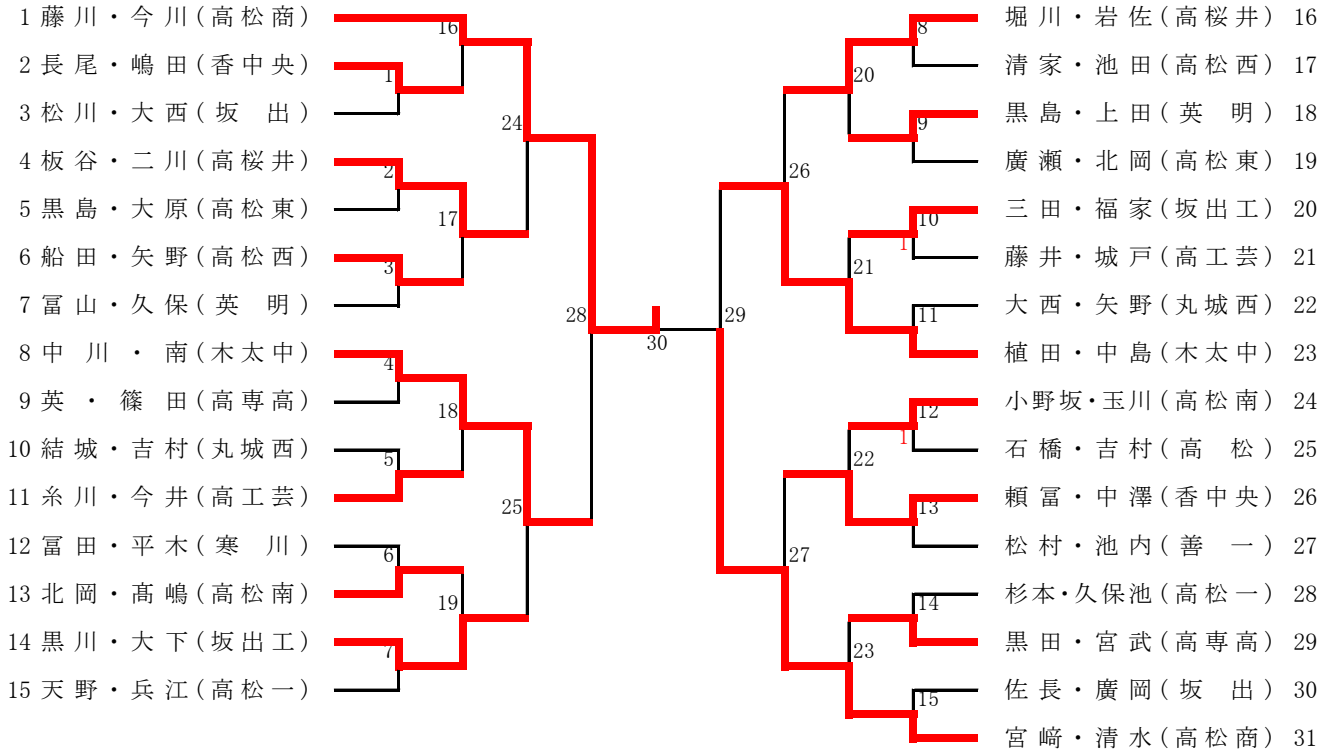 1 藤川・今川(高松商)
2 長尾・嶋田(香中央)
3 松川・大西(坂　出)
4 板谷・二川(高桜井)
5 黒島・大原(高松東)
6 船田・矢野(高松西)
7 冨山・久保(英　明)
8 中　川・南(木太中)
9 英・篠　田(高専高)
10 結城・吉村(丸城西)
11 糸川・今井(高工芸)
12 冨田・平木(寒　川)
13 北岡・髙嶋(高松南)
14 黒川・大下(坂出工)
15 天野・兵江(高松一)
16
1
24
2
17
3
28
4
18
5
25
6
19
7
30
堀川・岩佐(高桜井) 16
清家・池田(高松西) 17
黒島・上田(英　明) 18
廣瀬・北岡(高松東) 19
三田・福家(坂出工) 20
藤井・城戸(高工芸) 21
大西・矢野(丸城西) 22
植田・中島(木太中) 23
小野坂・玉川(高松南) 24
石橋・吉村(高　松) 25
頼冨・中澤(香中央) 26
松村・池内(善　一) 27
杉本・久保池(高松一) 28
黒田・宮武(高専高) 29
佐長・廣岡(坂　出) 30
宮﨑・清水(高松商) 31
8
20
9
26
10
1
21
11
29
12
1
22
13
27
14
23
15